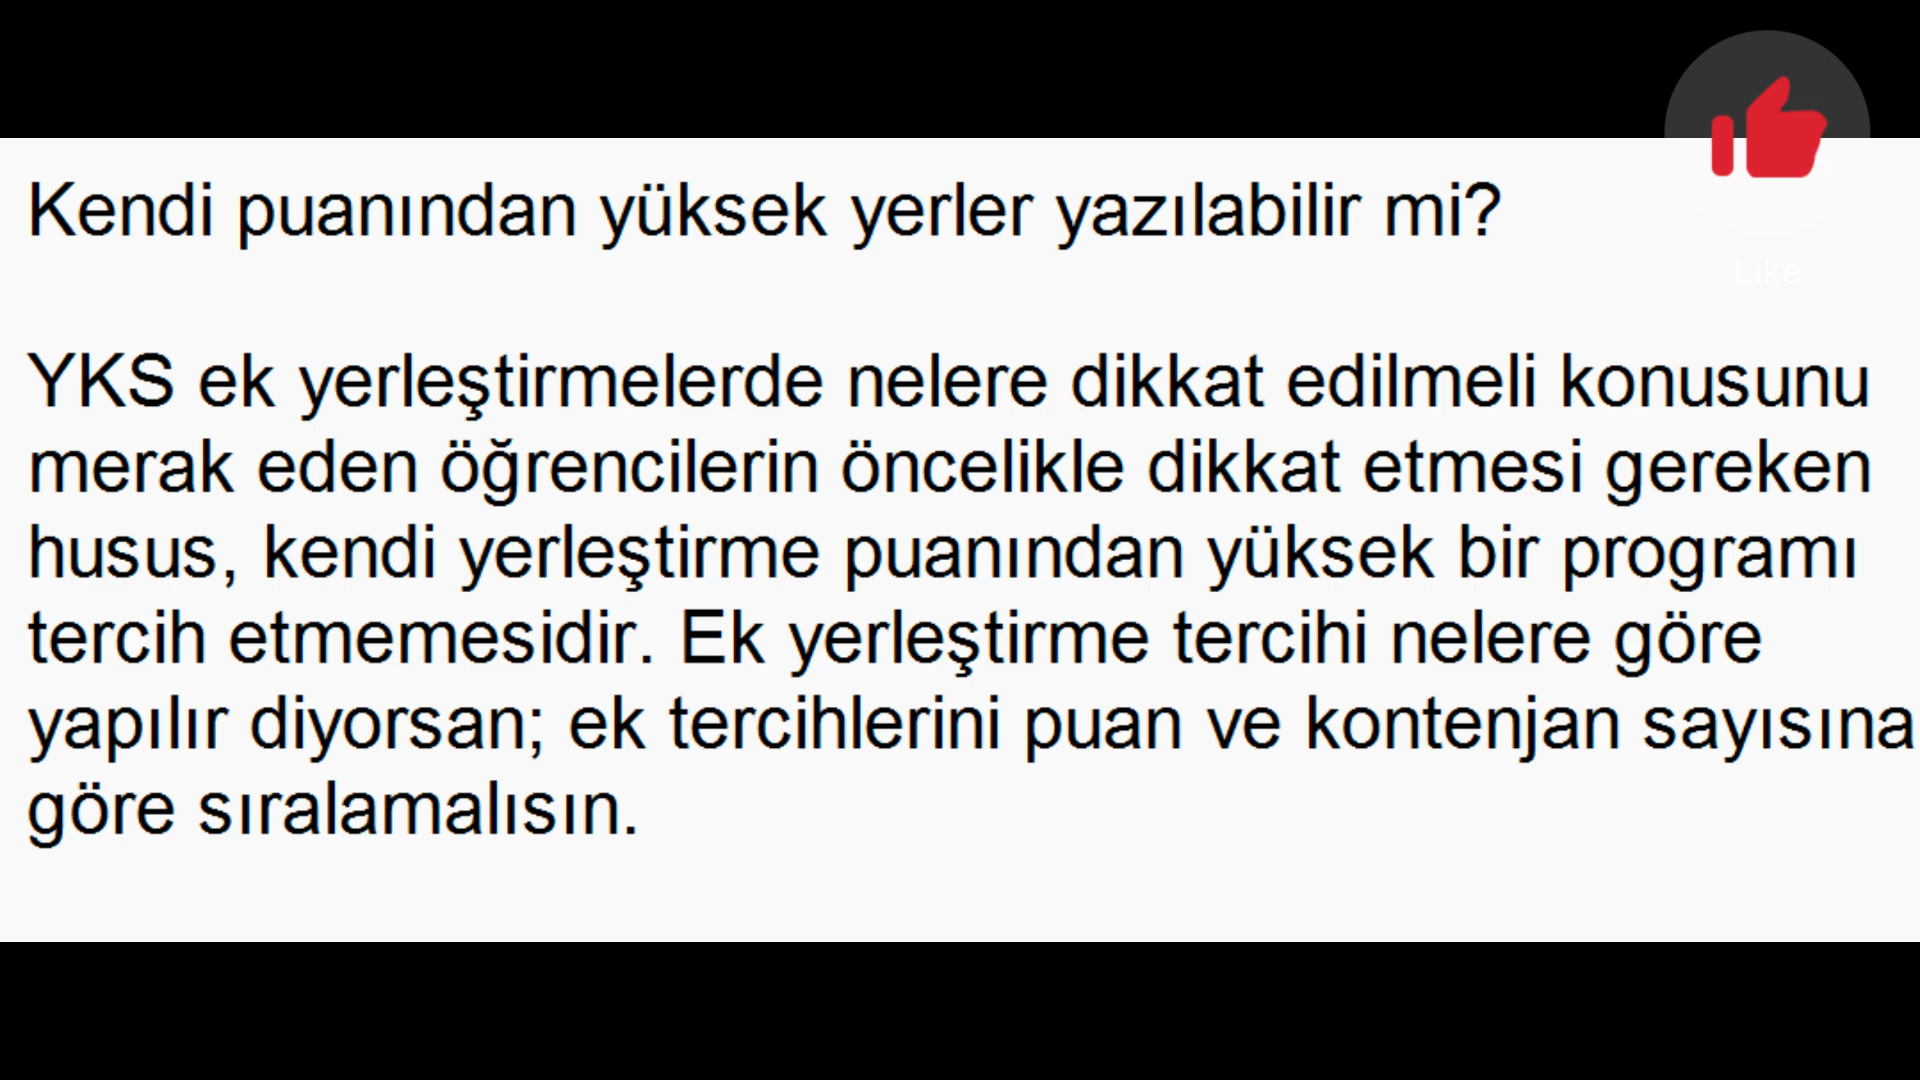 Kendi puanından yüksek yerler yazılabilir mi?
Like
YKS ek yerleştirmelerde nelere dikkat edilmeli konusunu
merak eden öğrencilerin öncelikle dikkat etmesi gereken
husus, kendi yerleştirme puanından yüksek bir programı
tercih etmemesidir. Ek yerleştirme tercihi nelere göre
yapılır diyorsan; ek tercihlerini puan ve kontenjan sayısına
göre sıralamalısın.